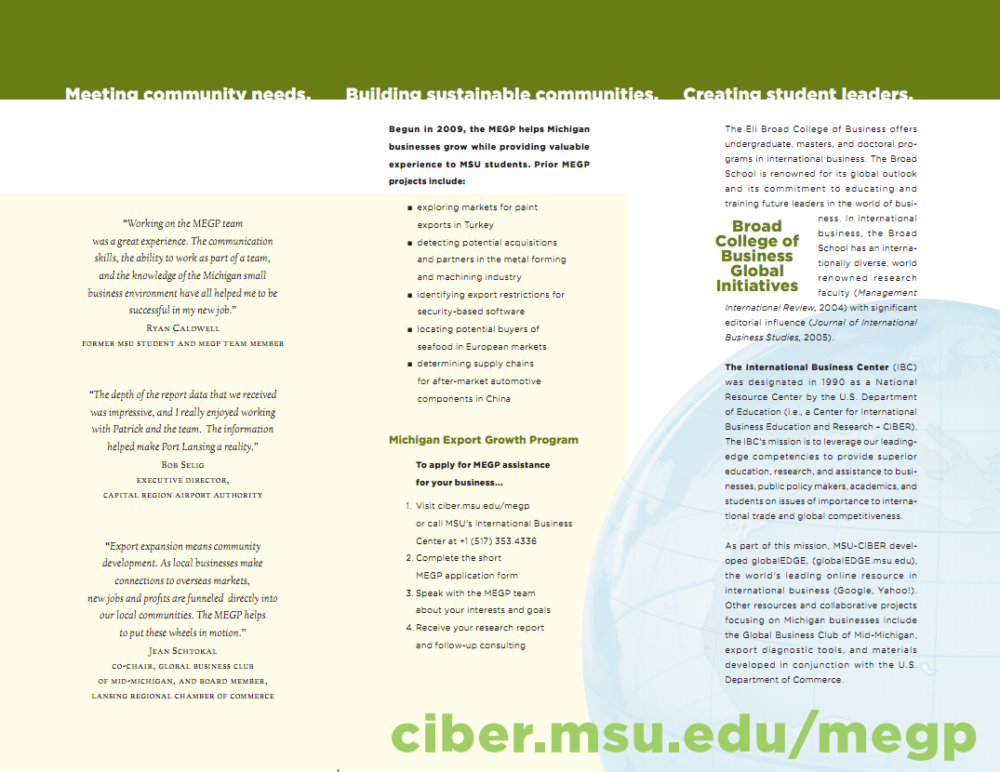 Meeting community needs.
Building sustainable communities.
Creating student leaders.
“Working on the MEGP team
was a great experience. The communication
skills, the ability to work as part of a team,
and the knowledge of the Michigan small
business environment have all helped me to be
successful in my new job.”
Ryan Caldwell
former msu student and megp team member
“The depth of the report data that we received
was impressive, and I really enjoyed working
with Patrick and the team. The information
helped make Port Lansing a reality.”
Bob Selig
executive director,
capital region airport authority
“Export expansion means community
development. As local businesses make
connections to overseas markets,
new jobs and profits are funneled directly into
our local communities. The MEGP helps
to put these wheels in motion.”
Jean Schtokal
co-chair, global business club
of mid-michigan, and board member,
lansing regional chamber of commerce
Begun in 2009, the MEGP helps Michigan
businesses grow while providing valuable
experience to MSU students. Prior MEGP
projects include:
■ exploring markets for paint
exports in Turkey
■ detecting potential acquisitions
and partners in the metal forming
and machining industry
■ identifying export restrictions for
security-based software
■ locating potential buyers of
seafood in European markets
■ determining supply chains
for after-market automotive
components in China
Michigan Export Growth Program
To apply for MEGP assistance
for your business...
1. Visit ciber.msu.edu/megp
or call MSU's International Business
Center at +1 (517) 353.4336
2. Complete the short
MEGP application form
3. Speak with the MEGP team
about your interests and goals
4. Receive your research report
and follow-up consulting
The Eli Broad College of Business offers
undergraduate, masters, and doctoral pro-
grams in international business. The Broad
School is renowned for its global outlook
and its commitment to educating and
training future leaders in the world of busi-
ness. In international
business, the Broad
School has an interna-
tionally diverse, world
renowned research
faculty (Management
International Review, 2004) with significant
editorial influence (Journal of International
Business Studies, 2005).
Broad
College of
Business
Global
Initiatives
The International Business Center (IBC)
was designated in 1990 as a National
Resource Center by the U.S. Department
of Education (i.e., a Center for International
Business Education and Research – CIBER).
The IBC's mission is to leverage our leading-
edge competencies to provide superior
education, research, and assistance to busi-
nesses, public policy makers, academics, and
students on issues of importance to interna-
tional trade and global competitiveness.
As part of this mission, MSU-CIBER devel-
oped globalEDGE, (globalEDGE.msu.edu),
the world's leading online resource in
international business (Google, Yahoo!).
Other resources and collaborative projects
focusing on Michigan businesses include
the Global Business Club of Mid-Michigan,
export diagnostic tools, and materials
developed in conjunction with the U.S.
Department of Commerce.
ciber.msu.edu/megp